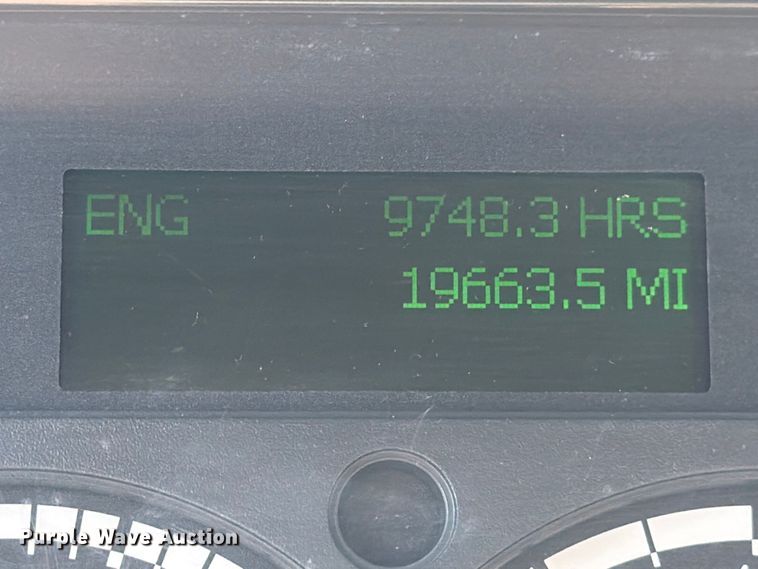 ENG 9748.3 HRS
19663.5 MI
Purple Wave Auction